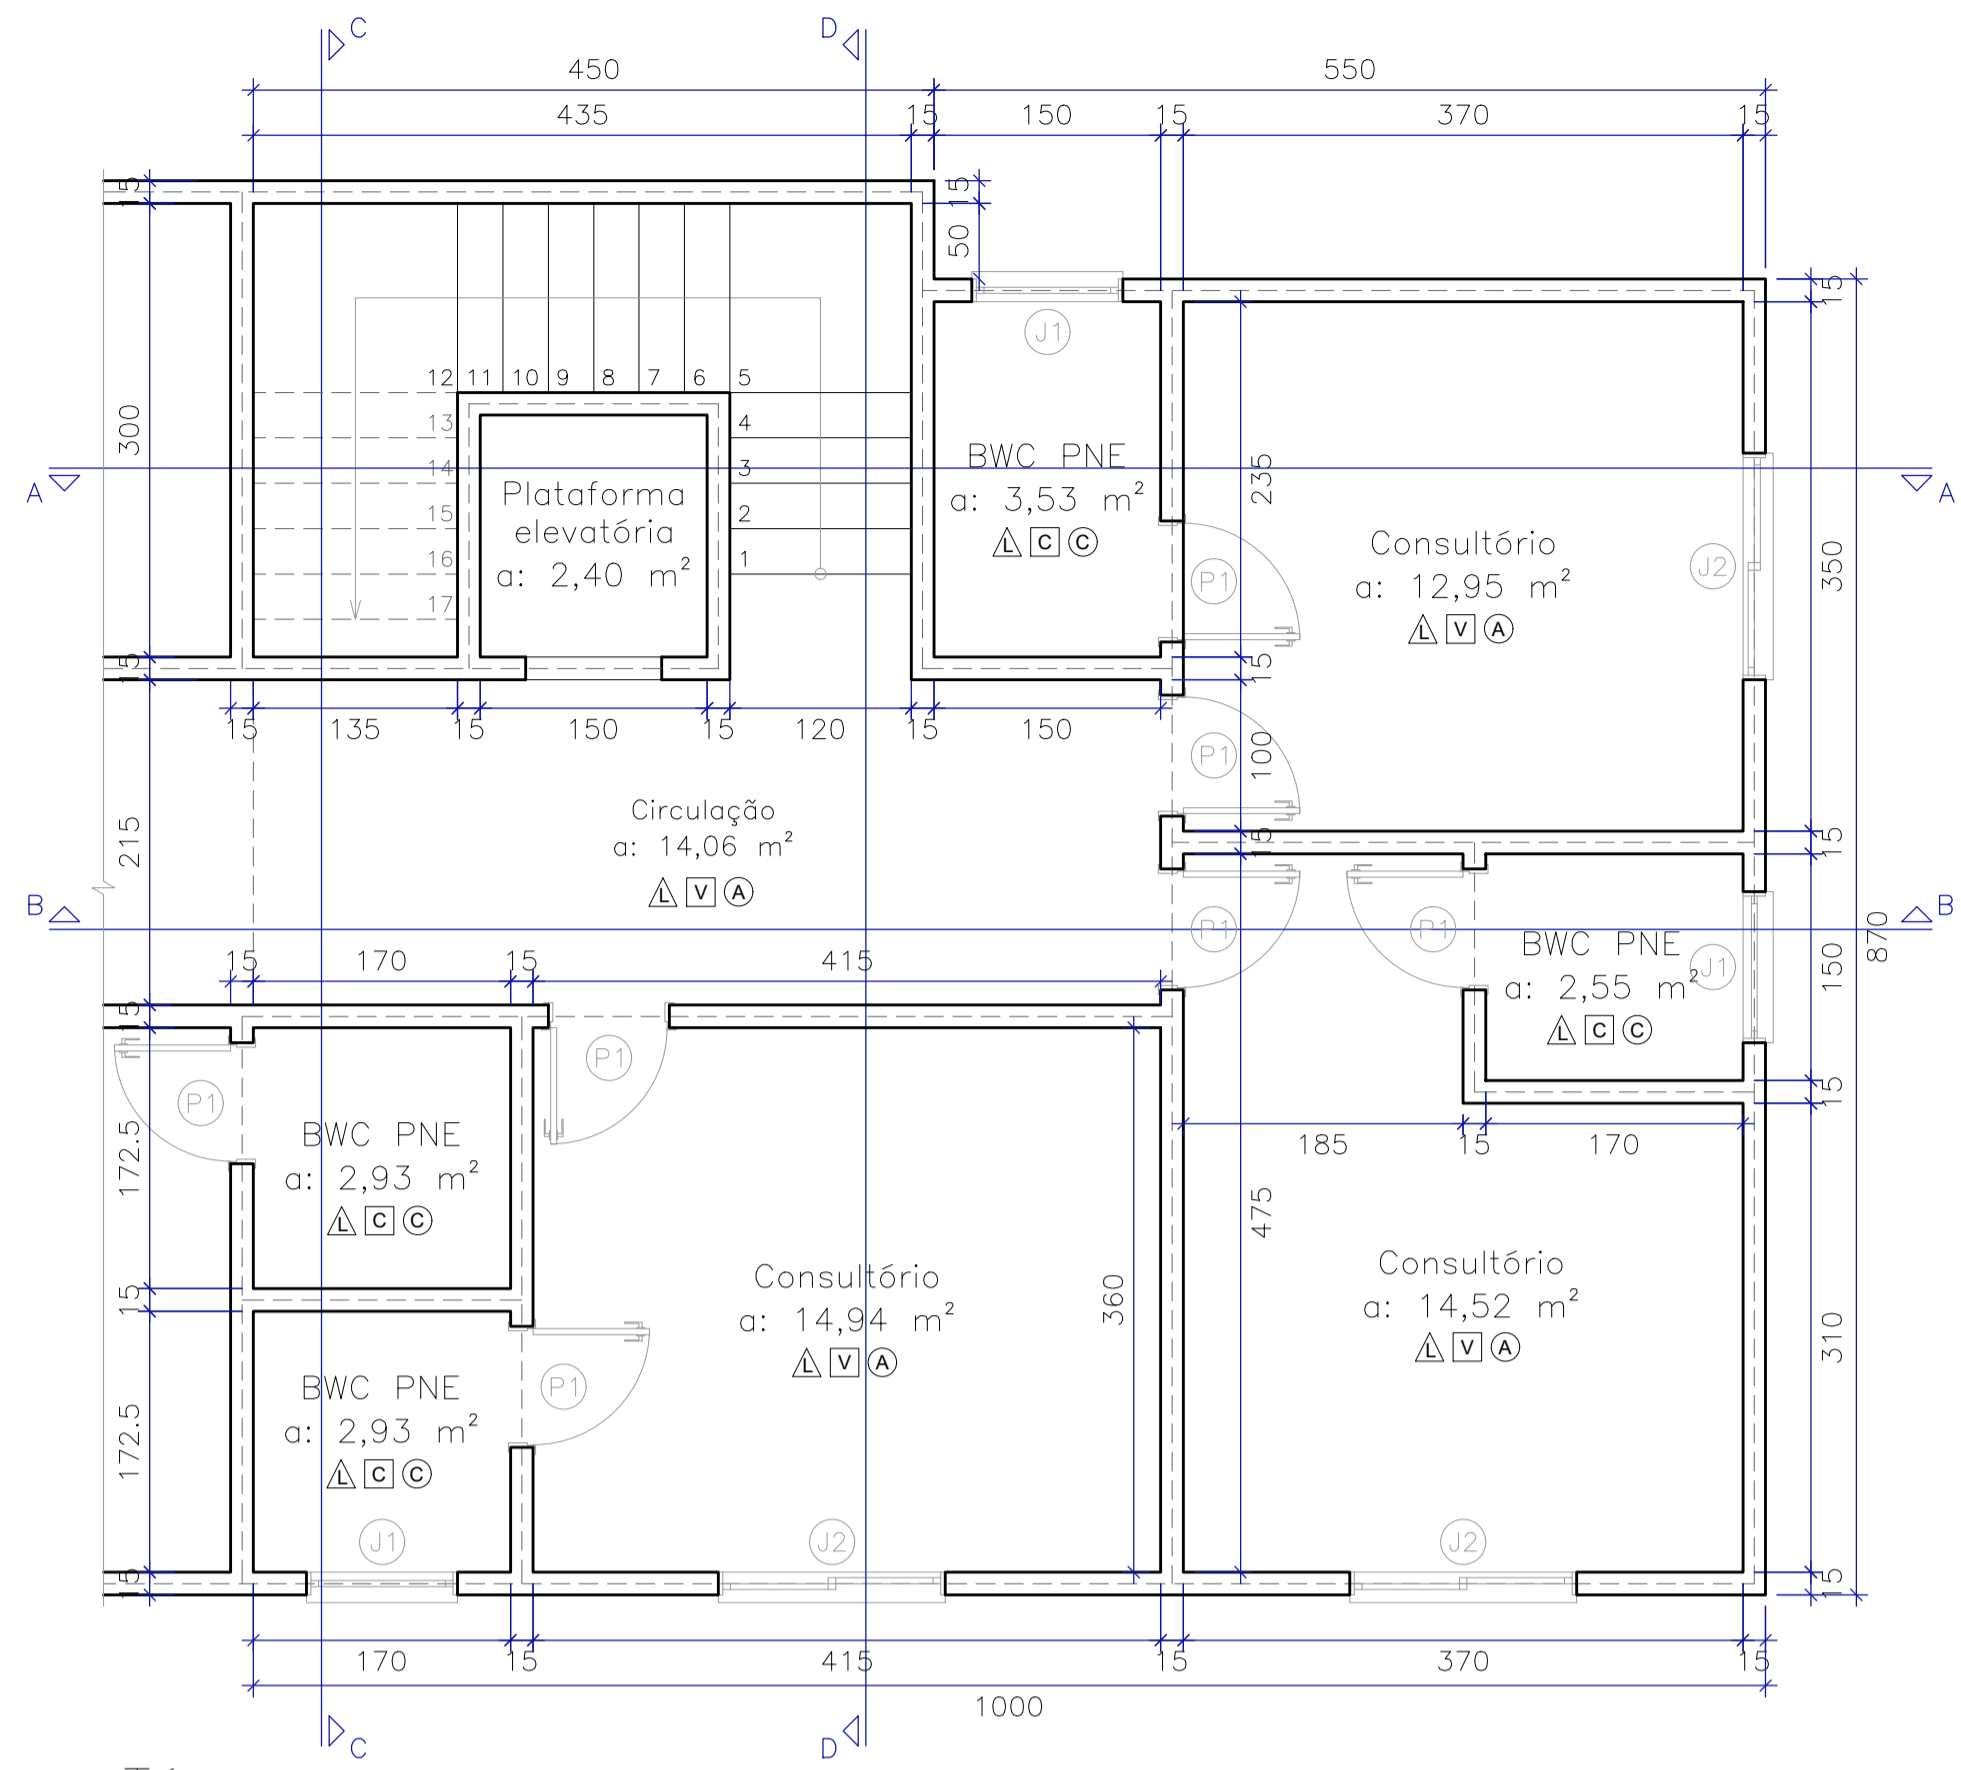 C
D
450
550
435
15
150
15
370
15
15
15
50
15
J1
12 11 10 9 8 7 6 5
13
4
14
3
15
2
16
1
17
300
BWC PNE
a: 3,53 m²
L C C
235
A
A
Plataforma
elevatória
a: 2,40 m²
Consultório
a: 12,95 m²
L V A
J2
350
P1
15
15
15 135 15 150 15 120 15 150
P1
100
Circulação
a: 14,06 m²
L V A
215
15
15
B
B
P1
P1
BWC PNE
a: 2,55 m²
L C C
J1
150
870
15 170 15 415
15
P1
P1
15
172.5
BWC PNE
a: 2,93 m²
L C C
185 15 170
475
15
Consultório
a: 14,94 m²
L V A
360
Consultório
a: 14,52 m²
L V A
310
P1
172.5
BWC PNE
a: 2,93 m²
L C C
J1
J2
J2
15
15
170 15 415 15 370 15
1000
C
D